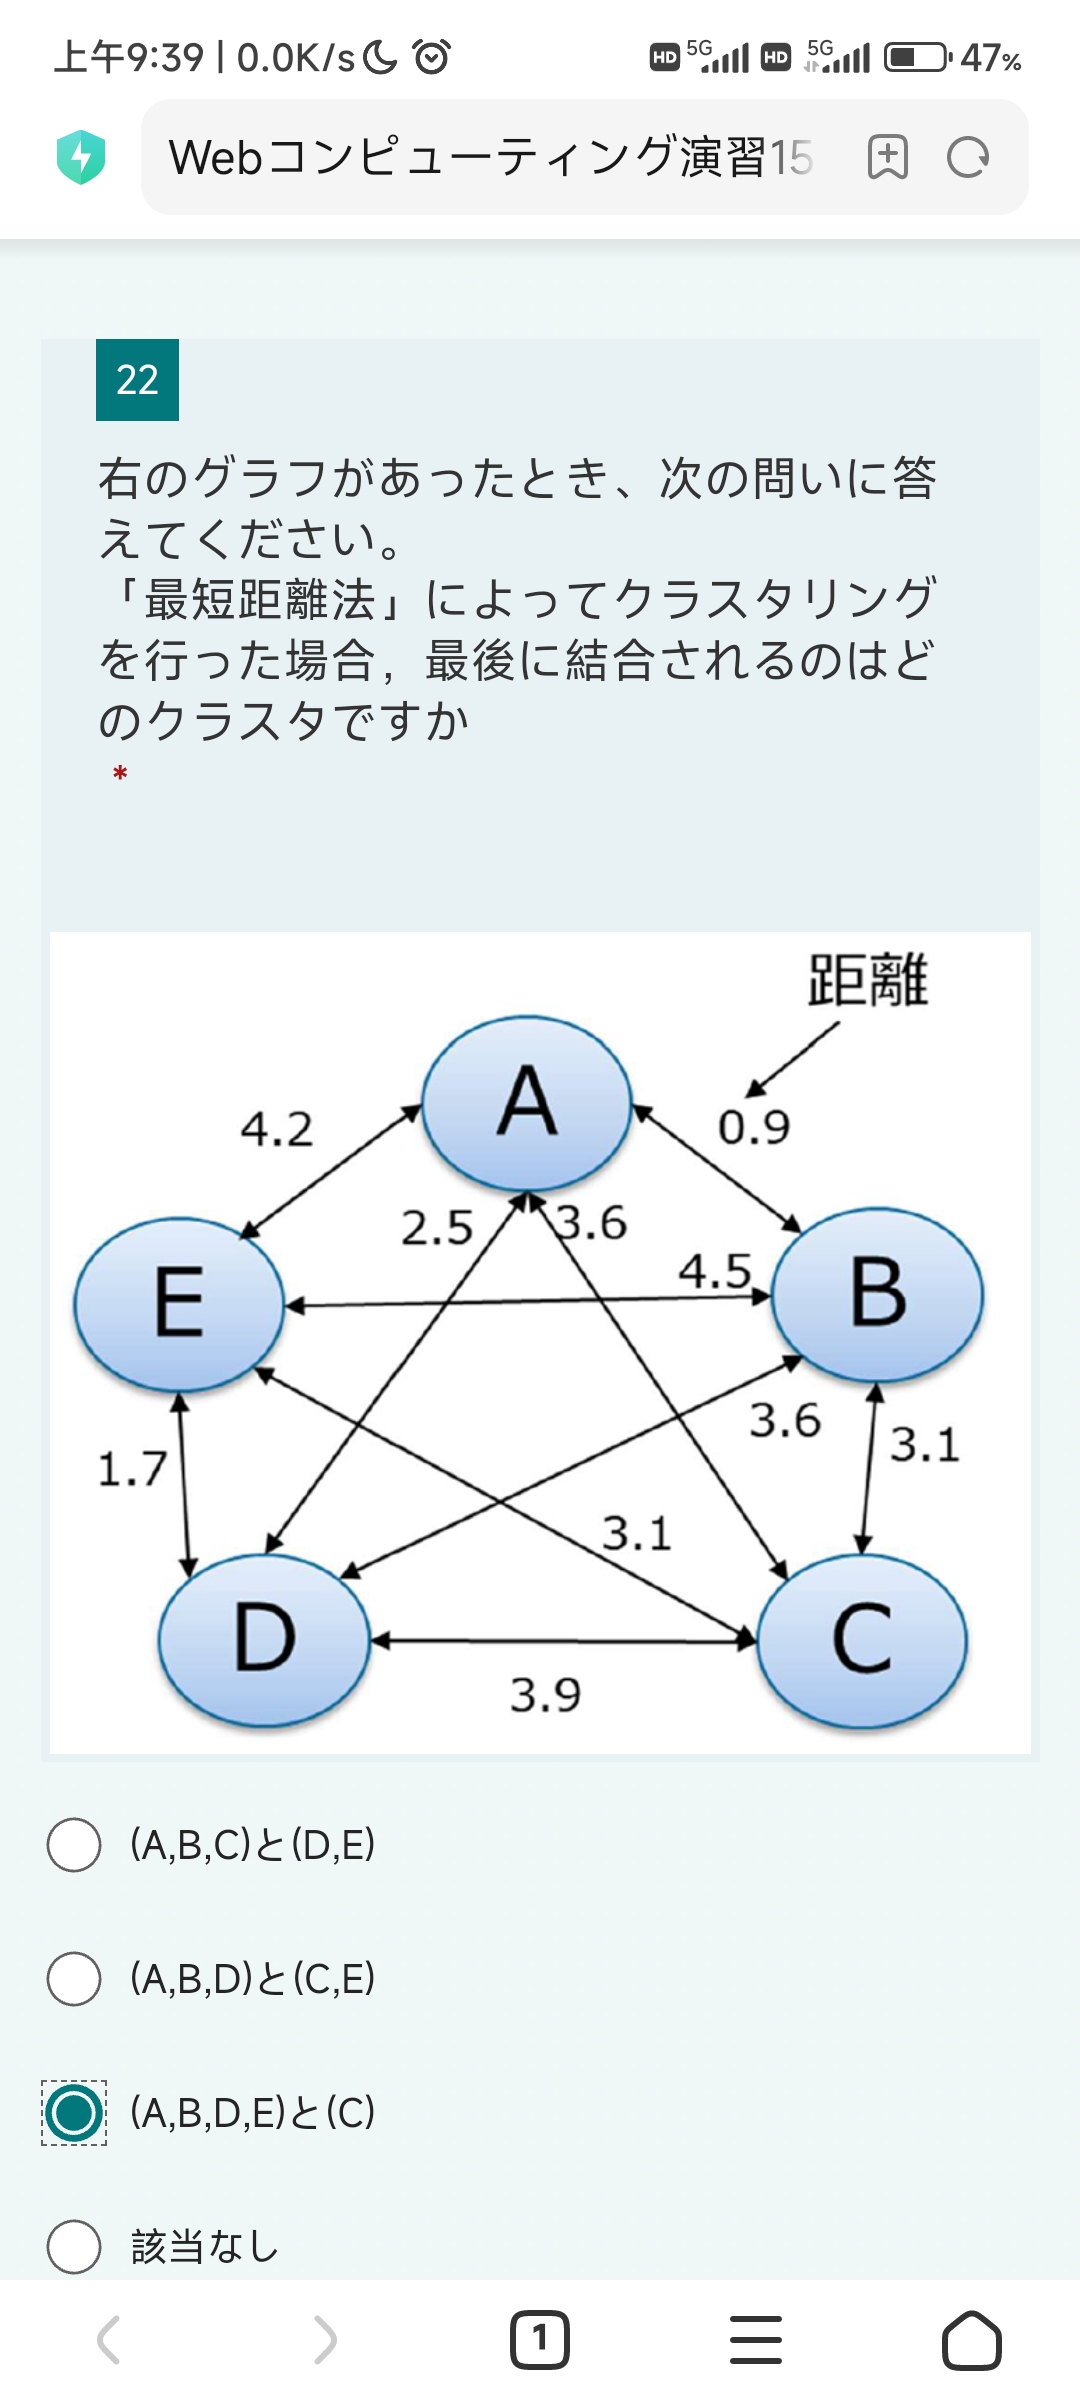 上午9:39 | 0.0K/s HD 5G HD 5G 47%
Webコンピューティング演習15
22
右のグラフがあったとき、次の問いに答
えてください。
「最短距離法」によってクラスタリング
を行った場合，最後に結合されるのはど
のクラスタですか
*
距離
A
4.2
0.9
2.5
3.6
4.5
E
B
3.6
3.1
1.7
3.1
D
C
3.9
(A,B,C)と(D,E)
(A,B,D)と(C,E)
(A,B,D,E)と(C)
該当なし
1